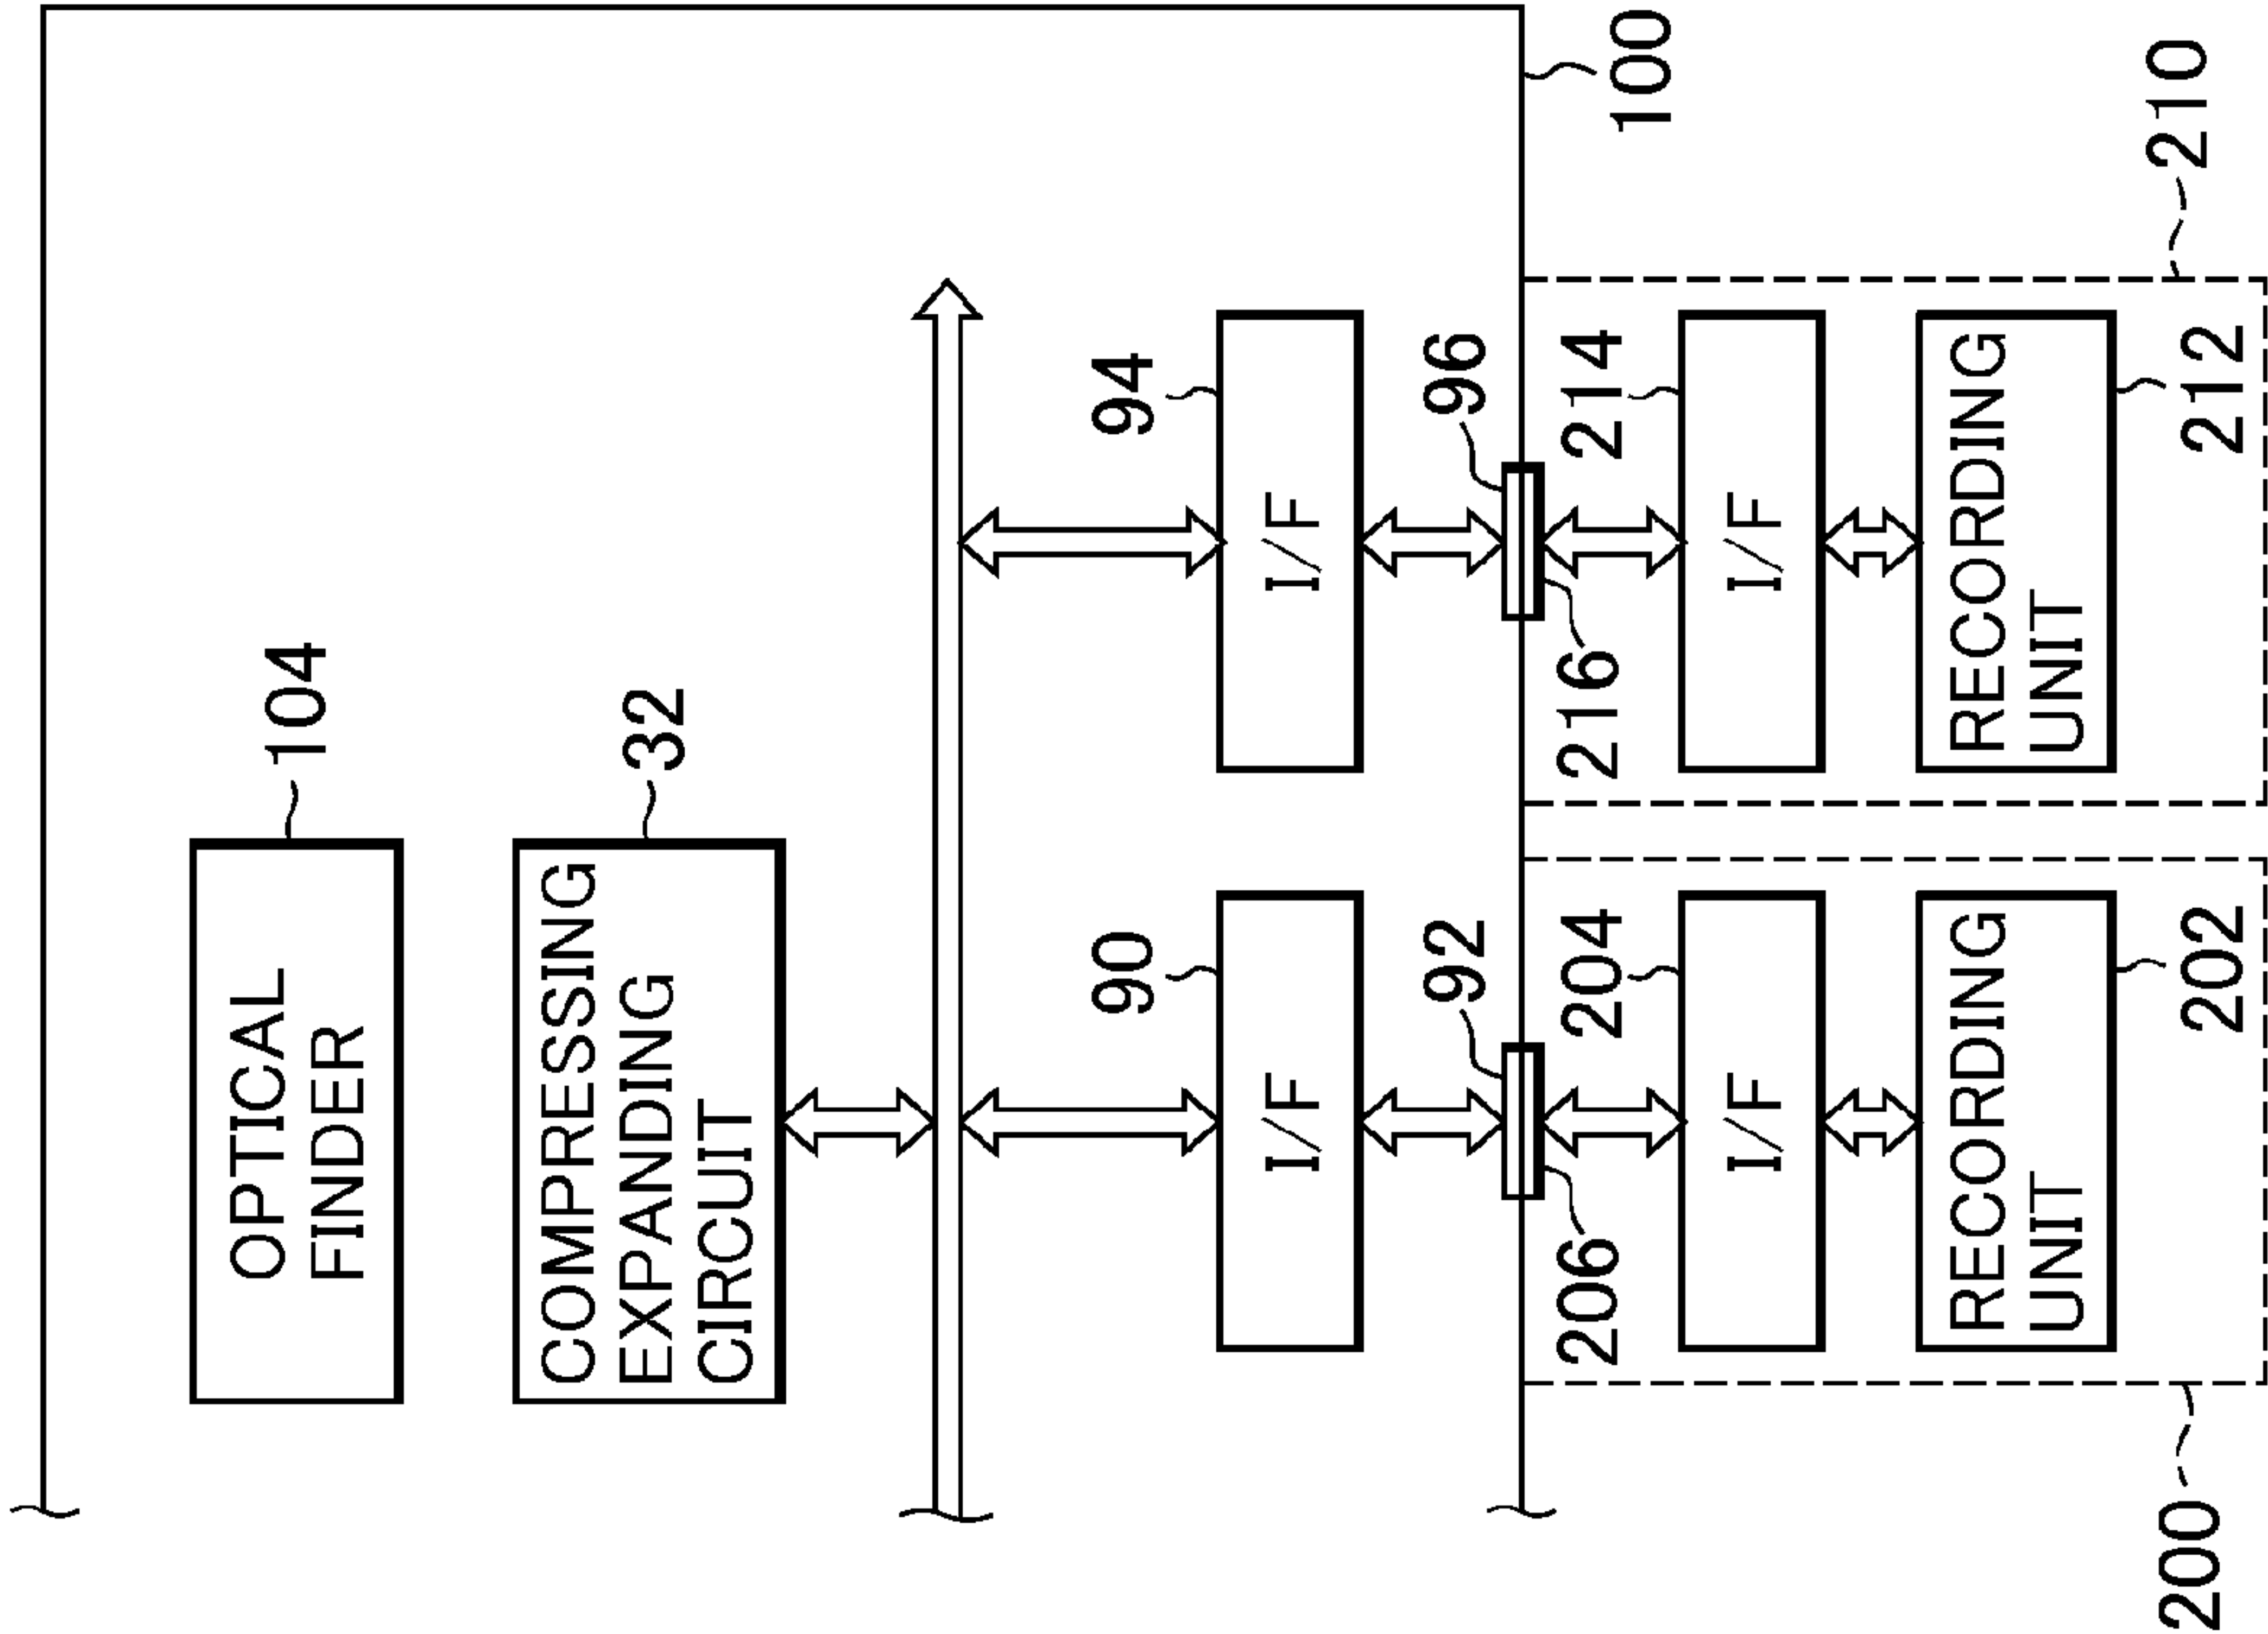 OPTICAL
FINDER
104
COMPRESSING
EXPANDING
CIRCUIT
32
90
I/F
94
I/F
92
96
100
206
204
216
214
I/F
I/F
RECORDING
UNIT
RECORDING
UNIT
200
202
212
210